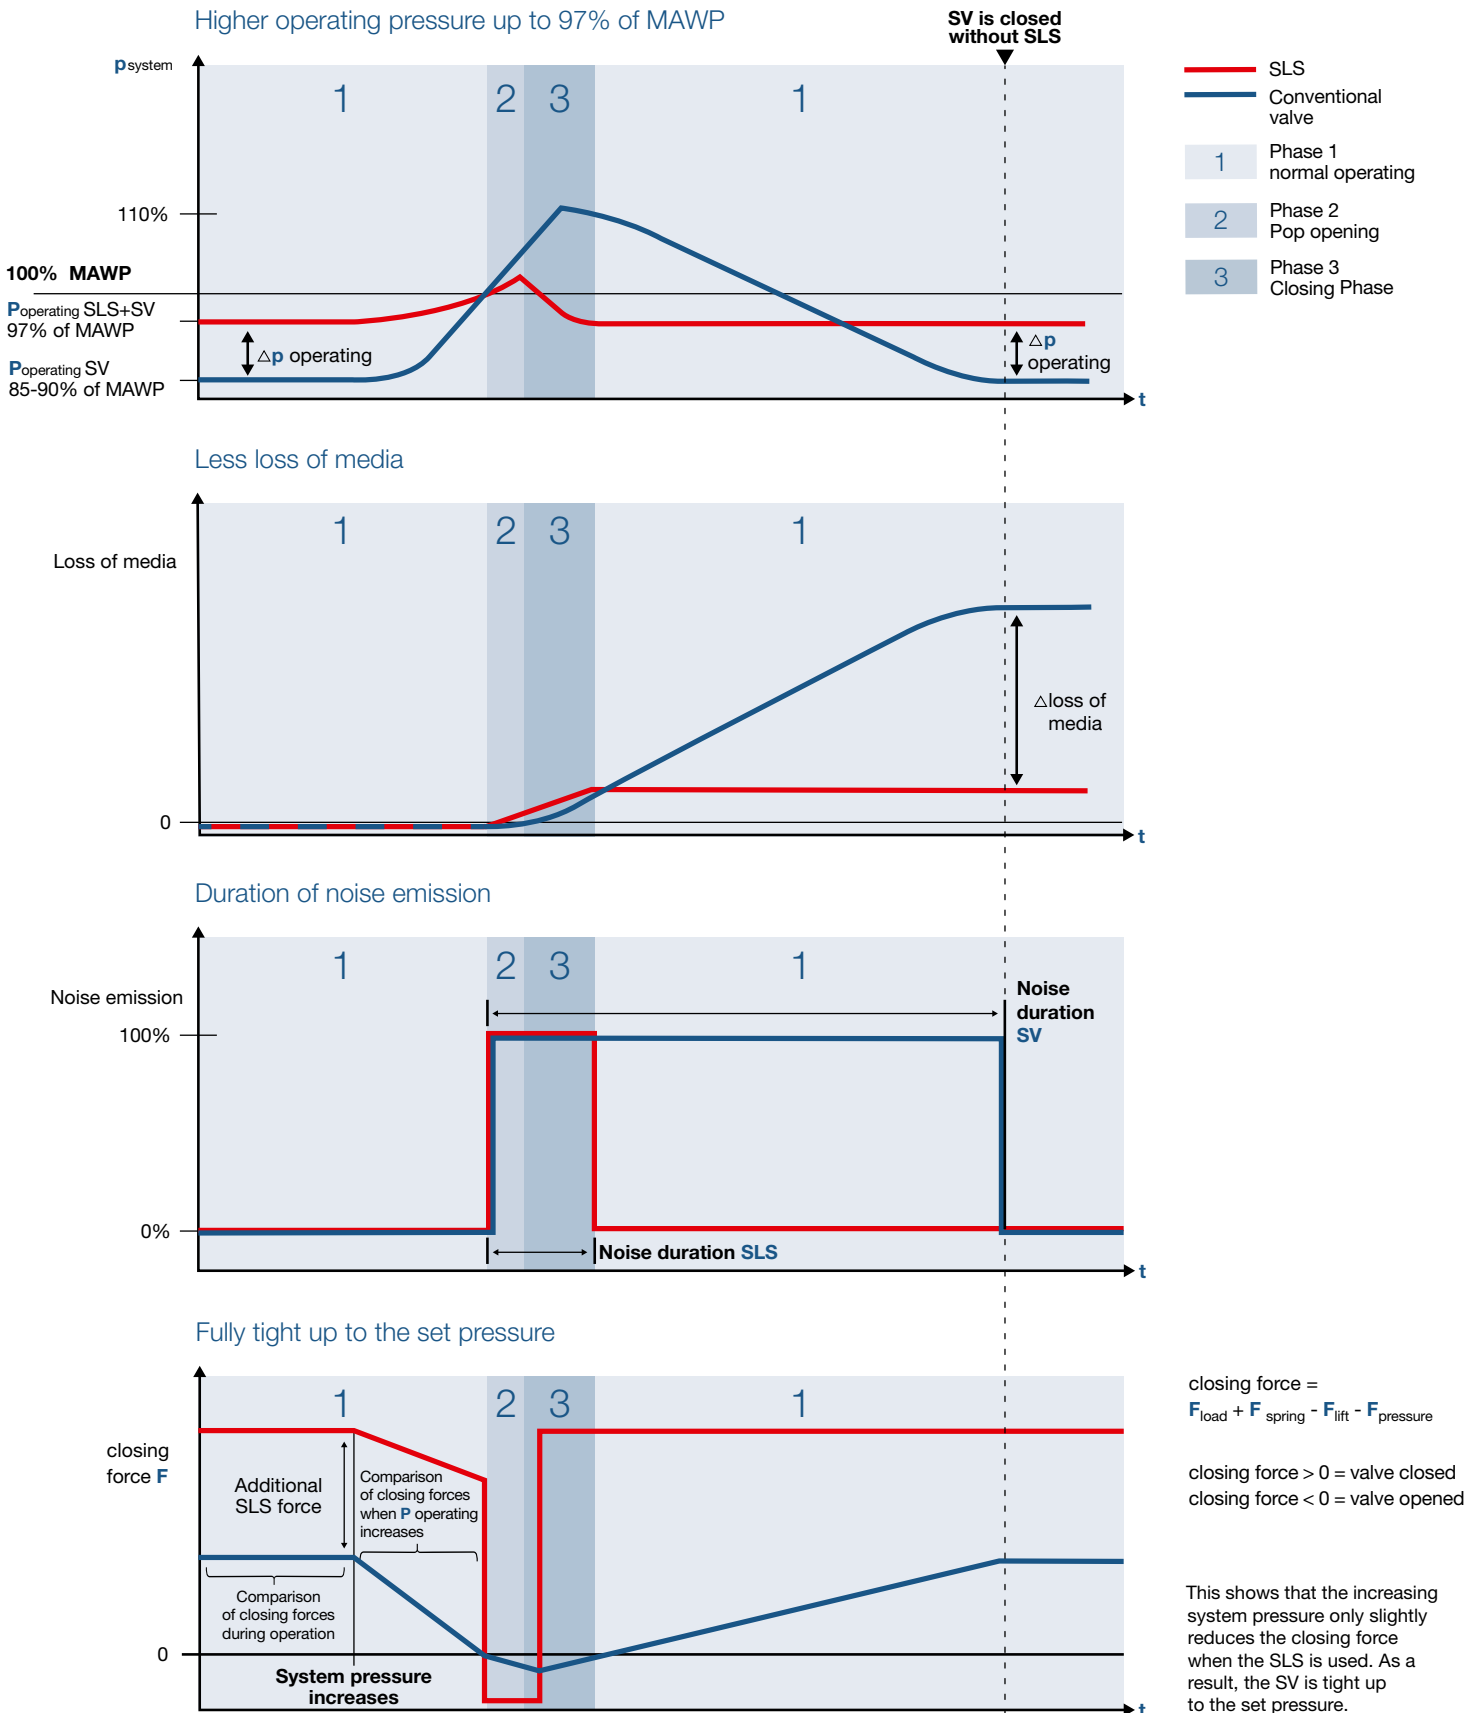 Higher operating pressure up to 97% of MAWP
SV is closed
without SLS
p system
1
2
3
1
110%
100% MAWP
Poperating SLS+SV
97% of MAWP
△p operating
Poperating SV
85-90% of MAWP
△p
operating
t
SLS
Conventional
valve
1
Phase 1
normal operating
2
Phase 2
Pop opening
3
Phase 3
Closing Phase
Less loss of media
1
2
3
1
Loss of media
△loss of
media
0
t
Duration of noise emission
1
2
3
1
Noise emission
100%
Noise
duration
SV
0%
Noise duration SLS
t
Fully tight up to the set pressure
1
2
3
1
closing
force F
Additional
SLS force
Comparison
of closing forces
when P operating
increases
Comparison
of closing forces
during operation
0
System pressure
increases
t
closing force =
Fload + F spring - Flift - Fpressure
closing force > 0 = valve closed
closing force < 0 = valve opened
This shows that the increasing
system pressure only slightly
reduces the closing force
when the SLS is used. As a
result, the SV is tight up
to the set pressure.